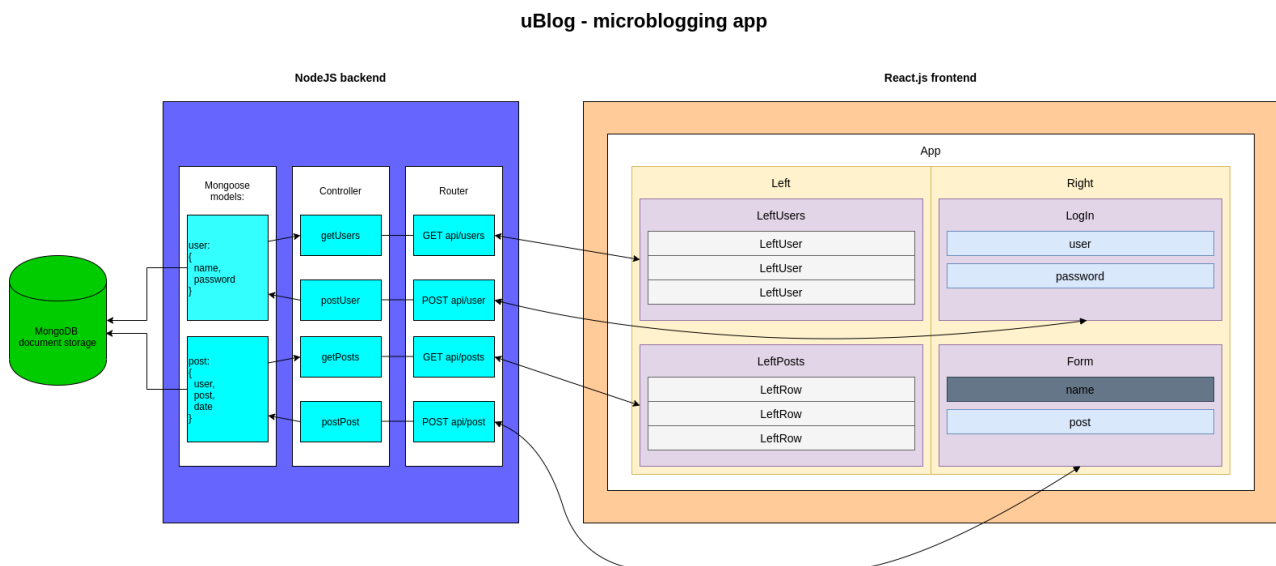 uBlog - microblogging app
NodeJS backend
React.js frontend
MongoDB
document storage
Mongoose
models:
user:
{
name,
password
}
post:
{
user,
post,
date
}
Controller
getUsers
postUser
getPosts
postPost
Router
GET api/users
POST api/user
GET api/posts
POST api/post
App
Left
LeftUsers
LeftUser
LeftUser
LeftUser
LeftPosts
LeftRow
LeftRow
LeftRow
Right
LogIn
user
password
Form
name
post